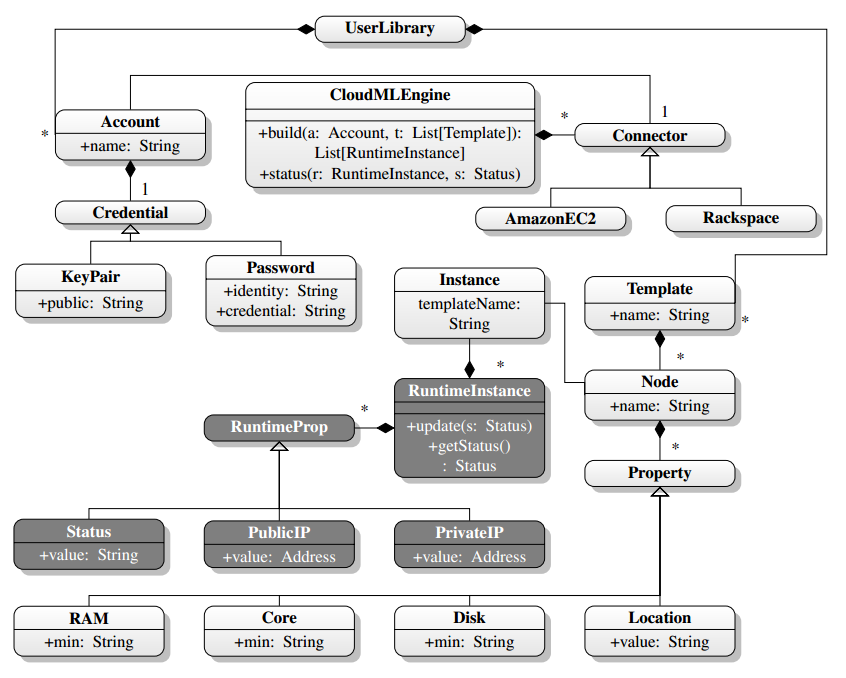 UserLibrary
CloudMLEngine
+build(a: Account, t: List[Template]):
List[RuntimeInstance]
+status(r: RuntimeInstance, s: Status)
*
1
Connector
*
Account
+name: String
1
Credential
AmazonEC2
Rackspace
KeyPair
+public: String
Password
+identity: String
+credential: String
Instance
templateName:
String
Template
+name: String
*
*
Node
+name: String
*
RuntimeInstance
+update(s: Status)
+getStatus()
: Status
*
RuntimeProp
*
Property
Status
+value: String
PublicIP
+value: Address
PrivateIP
+value: Address
RAM
+min: String
Core
+min: String
Disk
+min: String
Location
+value: String